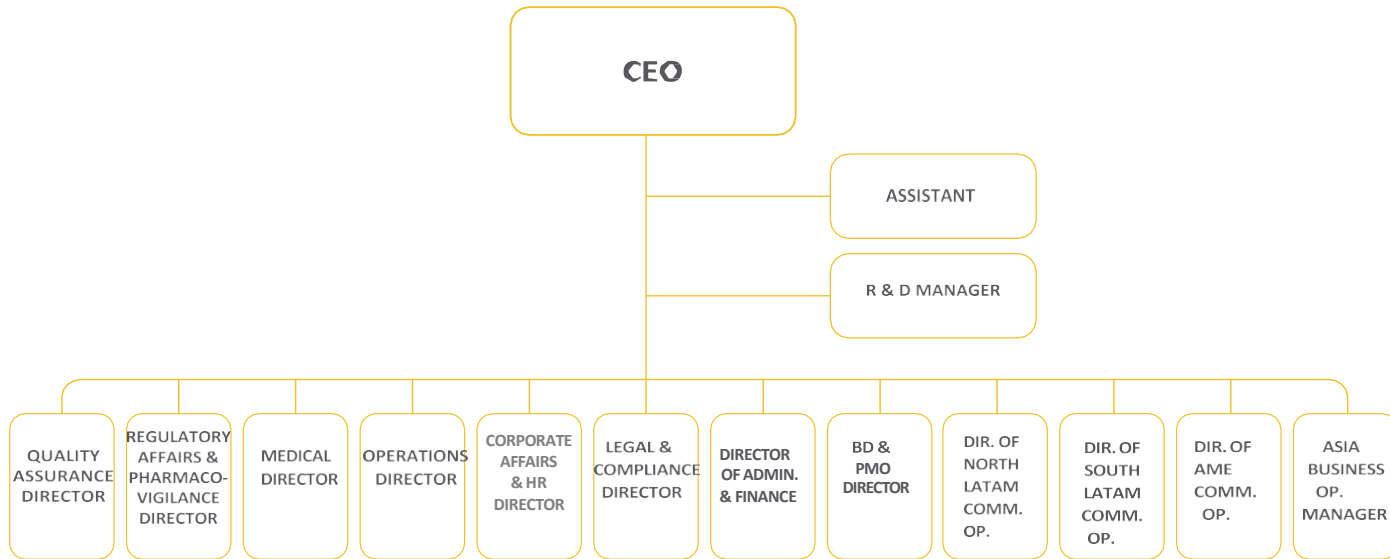 CEO
ASSISTANT
R & D MANAGER
QUALITY
ASSURANCE
DIRECTOR
REGULATORY
AFFAIRS &
PHARMACO-
VIGILANCE
DIRECTOR
MEDICAL
DIRECTOR
OPERATIONS
DIRECTOR
CORPORATE
AFFAIRS
& HR
DIRECTOR
LEGAL &
COMPLIANCE
DIRECTOR
DIRECTOR
OF ADMIN.
& FINANCE
BD &
PMO
DIRECTOR
DIR. OF
NORTH
LATAM
COMM.
OP.
DIR. OF
SOUTH
LATAM
COMM.
OP.
DIR. OF
AME
COMM.
OP.
ASIA
BUSINESS
OP.
MANAGER